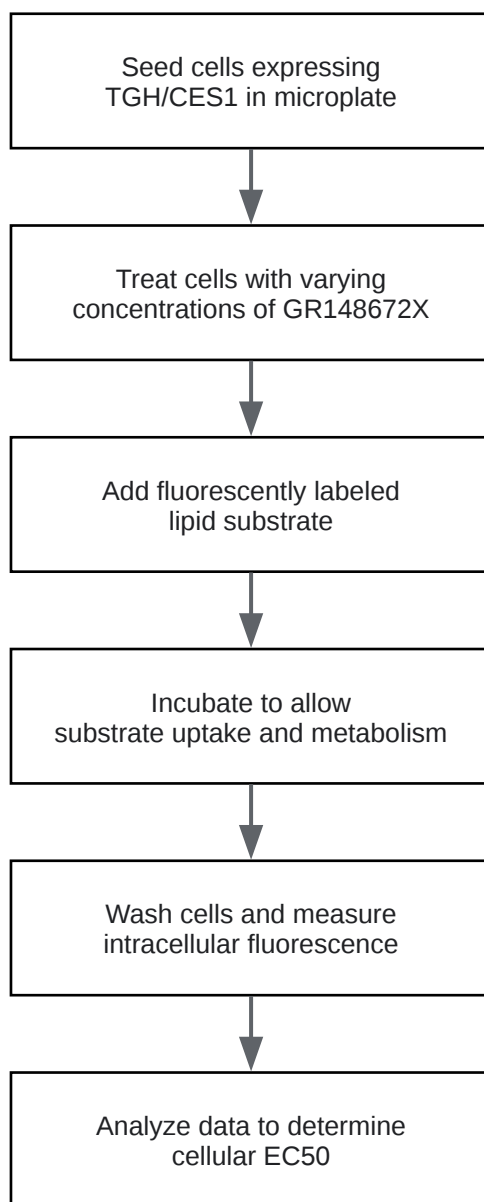 Seed cells expressing
TGH/CES1 in microplate
Treat cells with varying
concentrations of GR148672X
Add fluorescently labeled
lipid substrate
Incubate to allow
substrate uptake and metabolism
Wash cells and measure
intracellular fluorescence
Analyze data to determine
cellular EC50